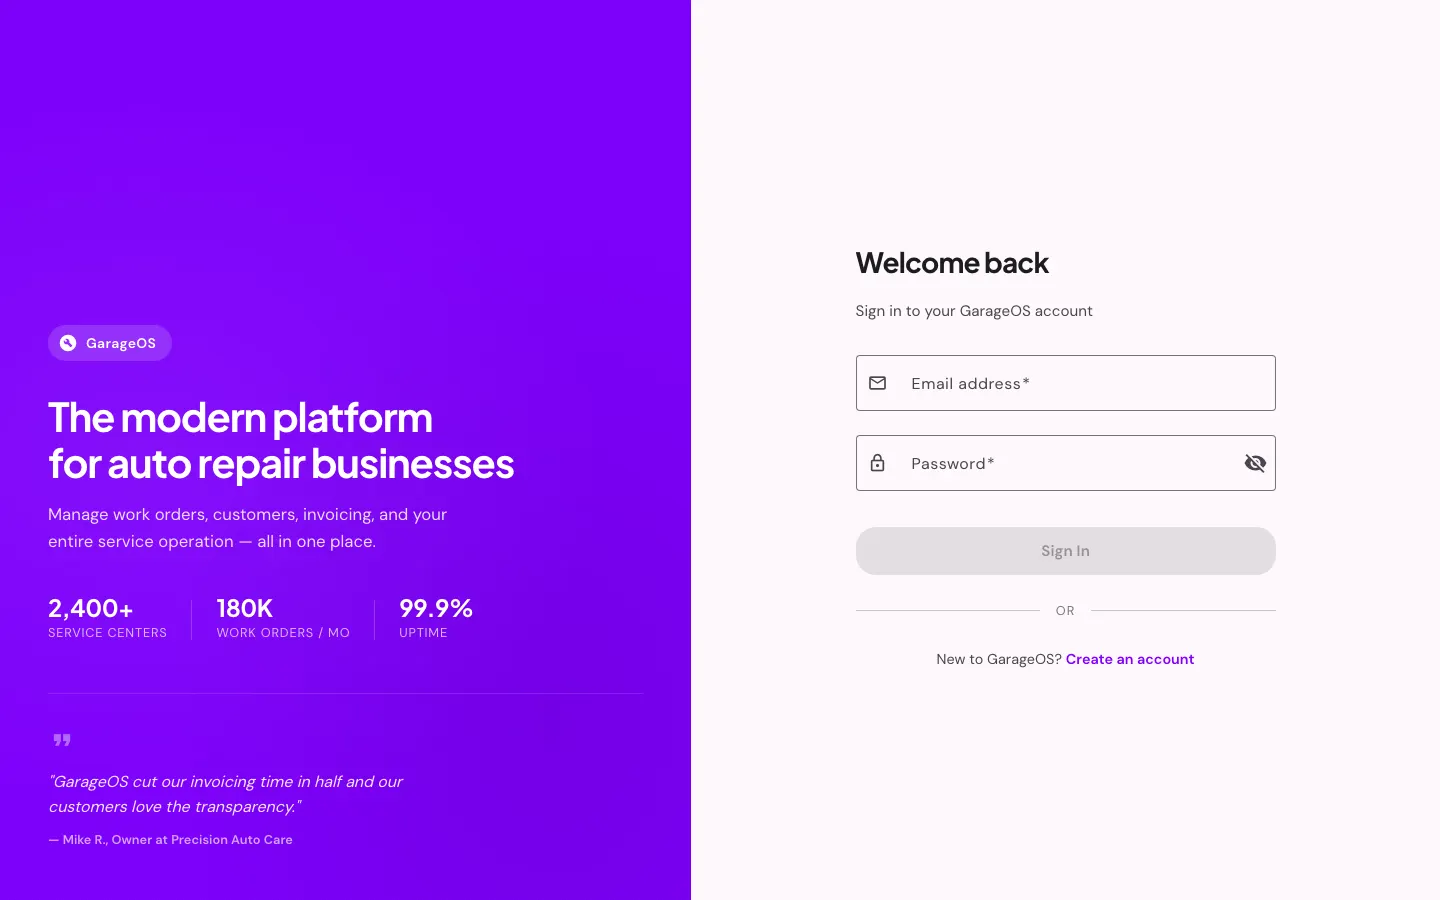 GarageOS
The modern platform
for auto repair businesses
Manage work orders, customers, invoicing, and your
entire service operation — all in one place.
2,400+
SERVICE CENTERS
180K
WORK ORDERS / MO
99.9%
UPTIME
"GarageOS cut our invoicing time in half and our
customers love the transparency."
— Mike R., Owner at Precision Auto Care
Welcome back
Sign in to your GarageOS account
Email address*
Password*
Sign In
OR
New to GarageOS? Create an account